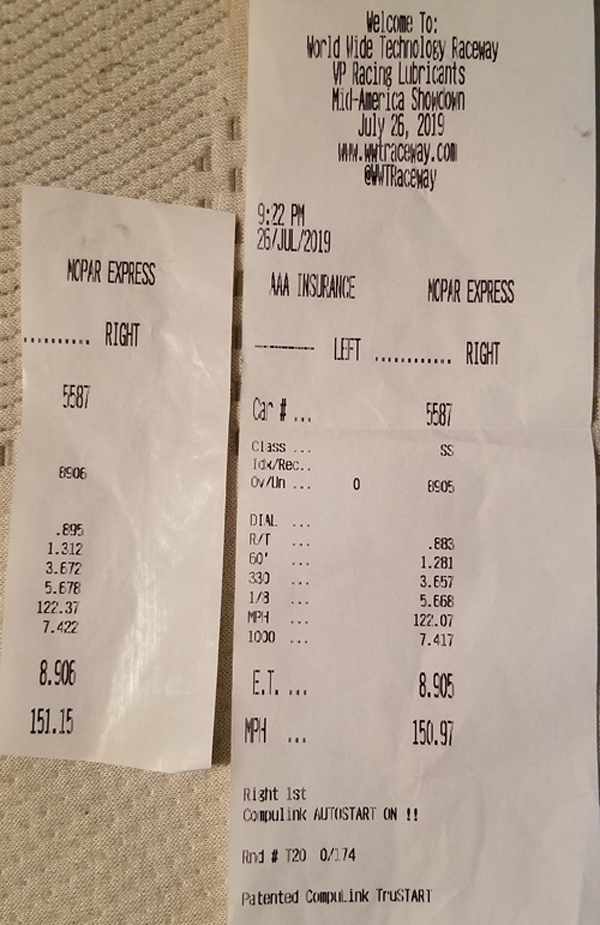 MOPAR EXPRESS
.......... RIGHT
5587
8906
.895
1.312
3.672
5.678
122.37
7.422
8.906
151.15
Welcome To:
World Wide Technology Raceway
VP Racing Lubricants
Mid-America Showdown
July 26, 2019
www.wwtraceway.com
@WWTRaceway
9:22 PM
26/JUL/2019
AAA INSURANCE MOPAR EXPRESS
---------- LEFT ........... RIGHT
Car # ... 5587
Class ... SS
Idx/Rec..
Ov/Un ... 0 8905
DIAL ...
R/T ... .883
60' ... 1.281
330 ... 3.657
1/8 ... 5.668
MPH ... 122.07
1000 ... 7.417
E.T. ... 8.905
MPH ... 150.97
Right 1st
Compulink AUTOSTART ON !!
Rnd # T20 0/174
Patented CompuLink TruSTART